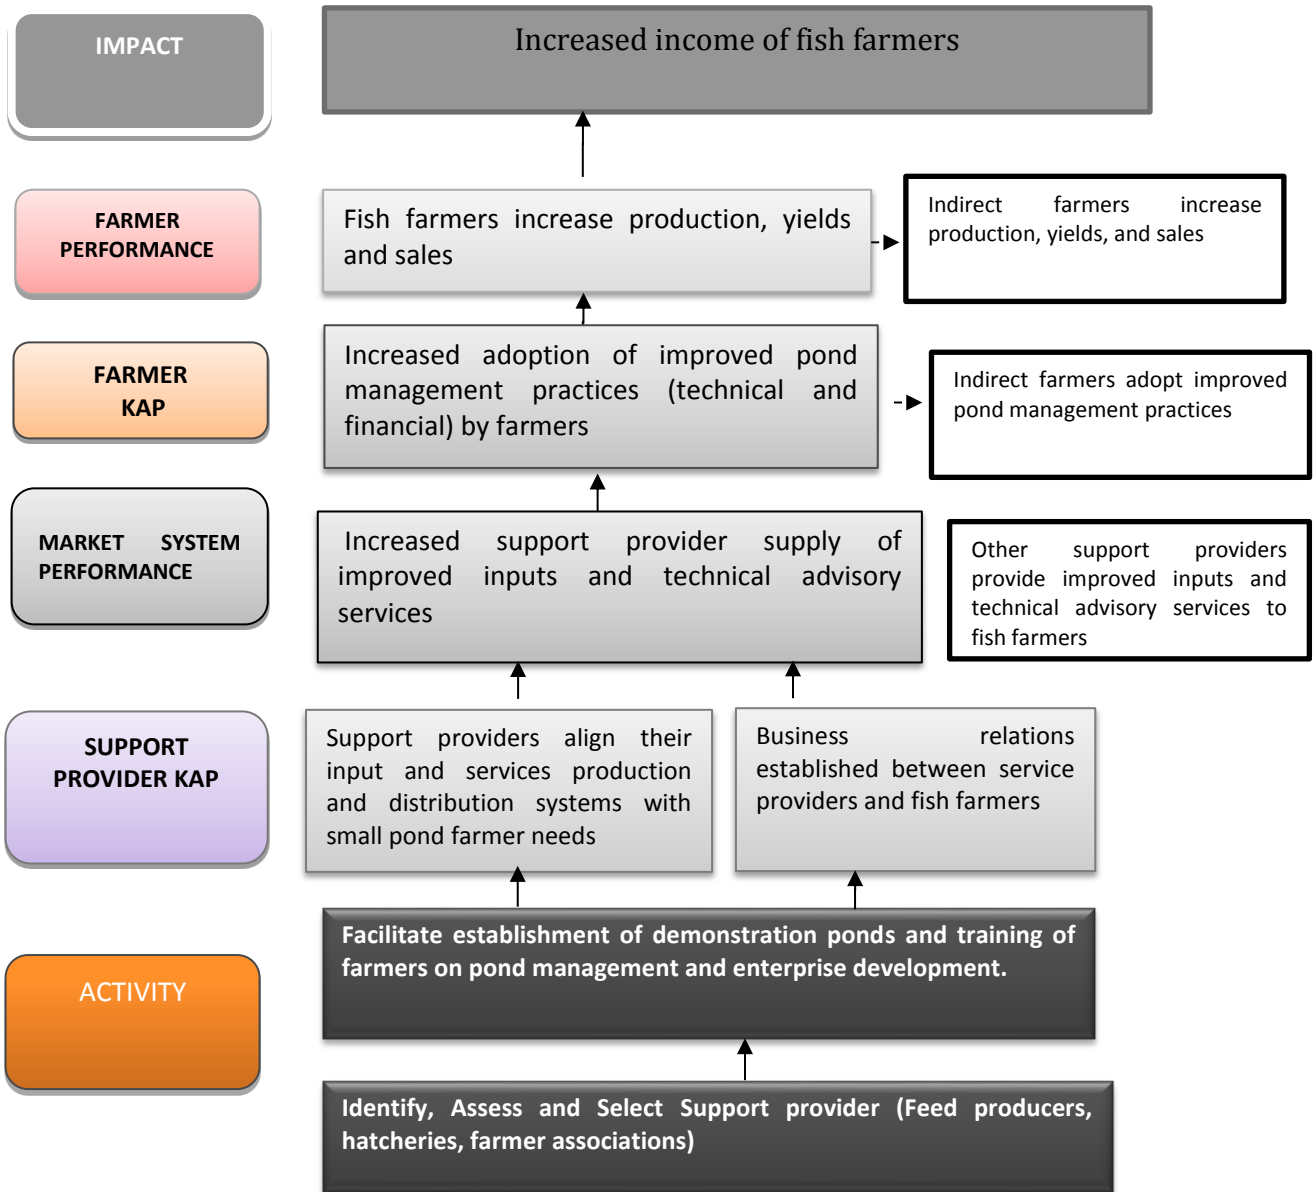 IMPACT
Increased income of fish farmers
FARMER
PERFORMANCE
Fish farmers increase production, yields
and sales
Indirect farmers increase
production, yields, and sales
FARMER
KAP
Increased adoption of improved pond
management practices (technical and
financial) by farmers
Indirect farmers adopt improved
pond management practices
MARKET SYSTEM
PERFORMANCE
Increased support provider supply of
improved inputs and technical advisory
services
Other support providers
provide improved inputs and
technical advisory services to
fish farmers
SUPPORT
PROVIDER KAP
Support providers align their
input and services production
and distribution systems with
small pond farmer needs
Business relations
established between service
providers and fish farmers
ACTIVITY
Facilitate establishment of demonstration ponds and training of
farmers on pond management and enterprise development.
Identify, Assess and Select Support provider (Feed producers,
hatcheries, farmer associations)